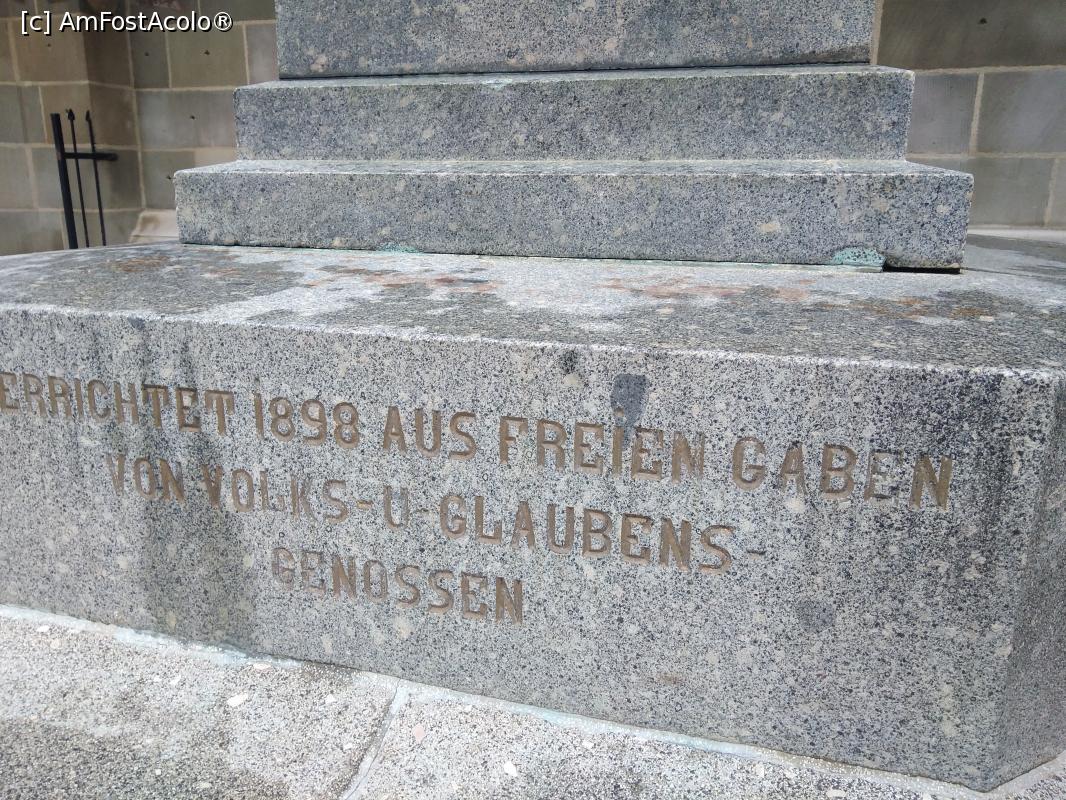 [c] AmFostAcolo®
ERRICHTET 1898 AUS FREIEN GABEN
VON VOLKS-U-GLAUBENS-
GENOSSEN